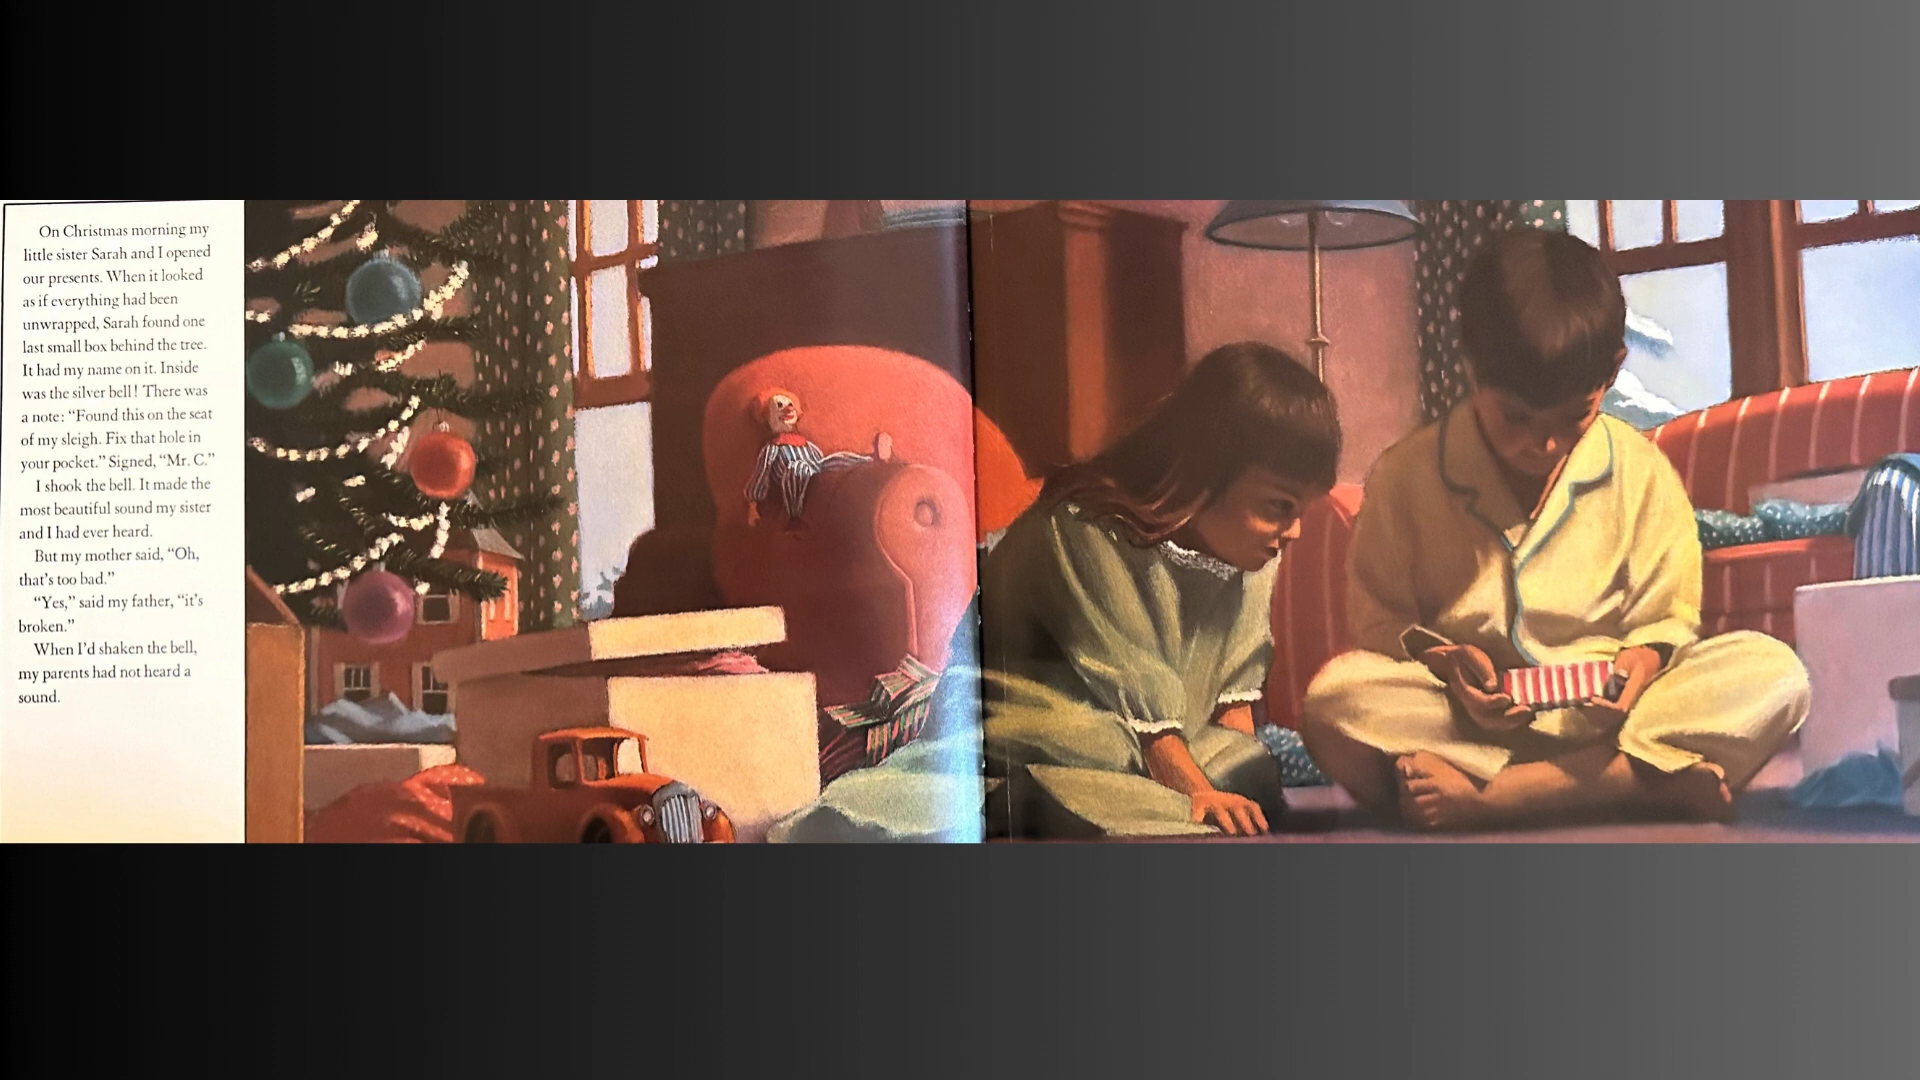 On Christmas morning my
little sister Sarah and I opened
our presents. When it looked
as if everything had been
unwrapped, Sarah found one
last small box behind the tree.
It had my name on it. Inside
was the silver bell! There was
a note: “Found this on the seat
of my sleigh. Fix that hole in
your pocket.” Signed, “Mr. C.”
I shook the bell. It made the
most beautiful sound my sister
and I had ever heard.
But my mother said, “Oh,
that’s too bad.”
“Yes,” said my father, “it’s
broken.”
When I’d shaken the bell,
my parents had not heard a
sound.